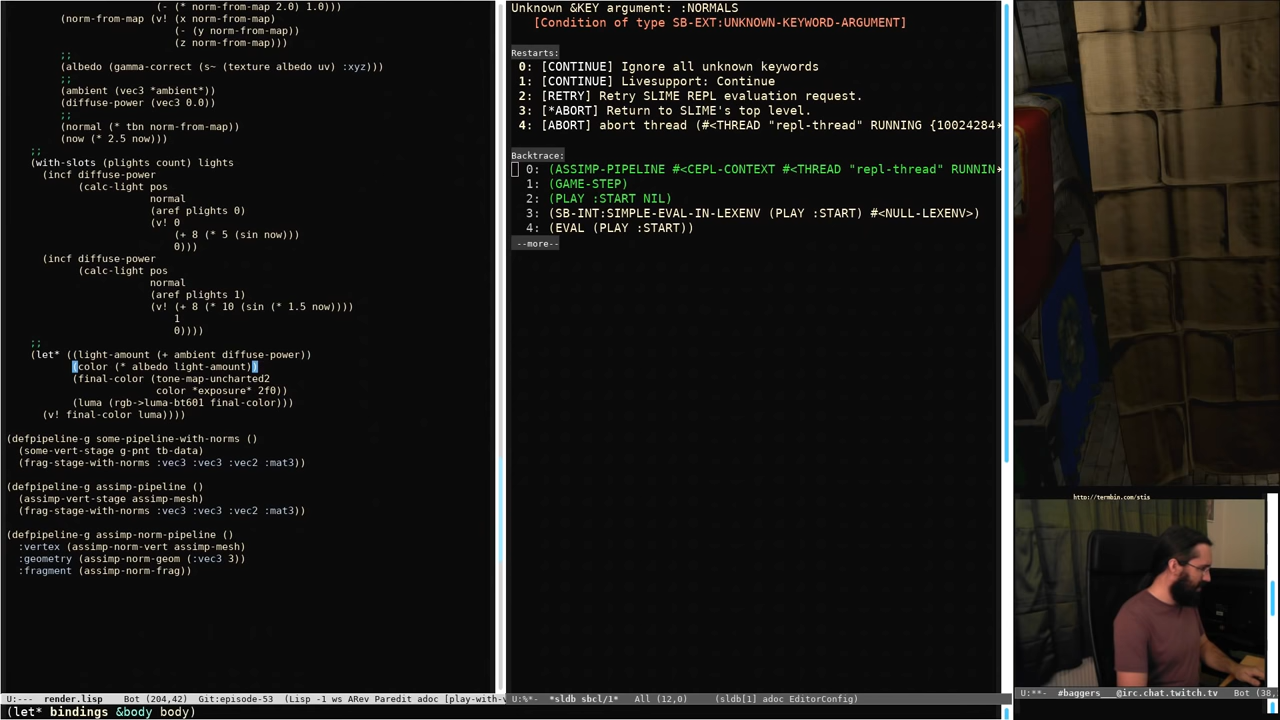 (- (* norm-from-map 2.0) 1.0)))
(norm-from-map (v! (x norm-from-map)
(- (y norm-from-map))
(z norm-from-map)))
;;
(albedo (gamma-correct (s~ (texture albedo uv) :xyz)))
;;
(ambient (vec3 *ambient*))
(diffuse-power (vec3 0.0))
;;
(normal (* tbn norm-from-map))
(now (* 2.5 now)))
;;
(with-slots (plights count) lights
(incf diffuse-power
(calc-light pos
normal
(aref plights 0)
(v! 0
(+ 8 (* 5 (sin now)))
0)))
(incf diffuse-power
(calc-light pos
normal
(aref plights 1)
(v! (+ 8 (* 10 (sin (* 1.5 now))))
1
0))))
;;
(let* ((light-amount (+ ambient diffuse-power))
(color (* albedo light-amount))
(final-color (tone-map-uncharted2
color *exposure* 2f0))
(luma (rgb->luma-bt601 final-color)))
(v! final-color luma))))
(defpipeline-g some-pipeline-with-norms ()
(some-vert-stage g-pnt tb-data)
(frag-stage-with-norms :vec3 :vec3 :vec2 :mat3))
(defpipeline-g assimp-pipeline ()
(assimp-vert-stage assimp-mesh)
(frag-stage-with-norms :vec3 :vec3 :vec2 :mat3))
(defpipeline-g assimp-norm-pipeline ()
:vertex (assimp-norm-vert assimp-mesh)
:geometry (assimp-norm-geom (:vec3 3))
:fragment (assimp-norm-frag))
U:--- render.lisp Bot (204,42) Git:episode-53 (Lisp -1 ws ARev Paredit adoc [play-with-
(let* bindings &body body)
Unknown &KEY argument: :NORMALS
[Condition of type SB-EXT:UNKNOWN-KEYWORD-ARGUMENT]
Restarts:
0: [CONTINUE] Ignore all unknown keywords
1: [CONTINUE] Livesupport: Continue
2: [RETRY] Retry SLIME REPL evaluation request.
3: [*ABORT] Return to SLIME's top level.
4: [ABORT] abort thread (#<THREAD "repl-thread" RUNNING {10024284
Backtrace:
0: (ASSIMP-PIPELINE #<CEPL-CONTEXT #<THREAD "repl-thread" RUNNIN
1: (GAME-STEP)
2: (PLAY :START NIL)
3: (SB-INT:SIMPLE-EVAL-IN-LEXENV (PLAY :START) #<NULL-LEXENV>)
4: (EVAL (PLAY :START))
--more--
U:%*- *sldb sbcl/1* All (12,0) (sldb[1] adoc EditorConfig)
http://termbin.com/stis
U:**- #baggers__ @irc.chat.twitch.tv Bot (38,